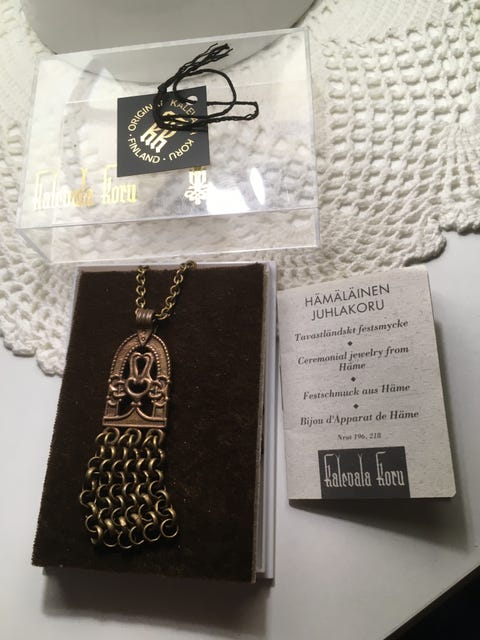 ORIGINAL KALEVALA KORU · FINLAND ·
kk
kalevala koru
HÄMÄLÄINEN
JUHLAKORU
Tavastländskt festsmycke
Ceremonial jewelry from
Häme
Festschmuck aus Häme
Bijou d'Apparat de Häme
Nrot 196, 218
kalevala koru